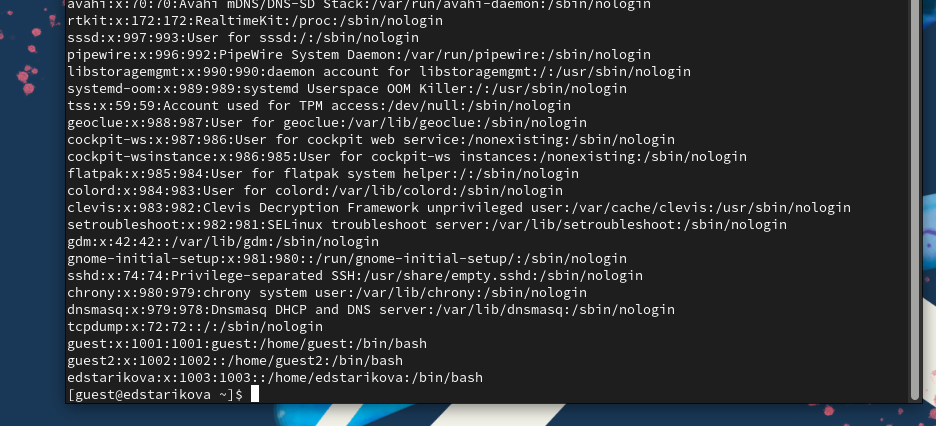 avahi:x:70:70:Avahi mDNS/DNS-SD Stack:/var/run/avahi-daemon:/sbin/nologin
rtkit:x:172:172:RealtimeKit:/proc:/sbin/nologin
sssd:x:997:993:User for sssd:/:/sbin/nologin
pipewire:x:996:992:PipeWire System Daemon:/var/run/pipewire:/sbin/nologin
libstoragemgmt:x:990:990:daemon account for libstoragemgmt:/:/usr/sbin/nologin
systemd-oom:x:989:989:systemd Userspace OOM Killer:/:/usr/sbin/nologin
tss:x:59:59:Account used for TPM access:/dev/null:/sbin/nologin
geoclue:x:988:987:User for geoclue:/var/lib/geoclue:/sbin/nologin
cockpit-ws:x:987:986:User for cockpit web service:/nonexisting:/sbin/nologin
cockpit-wsinstance:x:986:985:User for cockpit-ws instances:/nonexisting:/sbin/nologin
flatpak:x:985:984:User for flatpak system helper:/:/sbin/nologin
colord:x:984:983:User for colord:/var/lib/colord:/sbin/nologin
clevis:x:983:982:Clevis Decryption Framework unprivileged user:/var/cache/clevis:/usr/sbin/nologin
setroubleshoot:x:982:981:SELinux troubleshoot server:/var/lib/setroubleshoot:/sbin/nologin
gdm:x:42:42::/var/lib/gdm:/sbin/nologin
gnome-initial-setup:x:981:980::/run/gnome-initial-setup/:/sbin/nologin
sshd:x:74:74:Privilege-separated SSH:/usr/share/empty.sshd:/sbin/nologin
chrony:x:980:979:chrony system user:/var/lib/chrony:/sbin/nologin
dnsmasq:x:979:978:Dnsmasq DHCP and DNS server:/var/lib/dnsmasq:/sbin/nologin
tcpdump:x:72:72::/:/sbin/nologin
guest:x:1001:1001:guest:/home/guest:/bin/bash
guest2:x:1002:1002::/home/guest2:/bin/bash
edstarikova:x:1003:1003::/home/edstarikova:/bin/bash
[guest@edstarikova ~]$